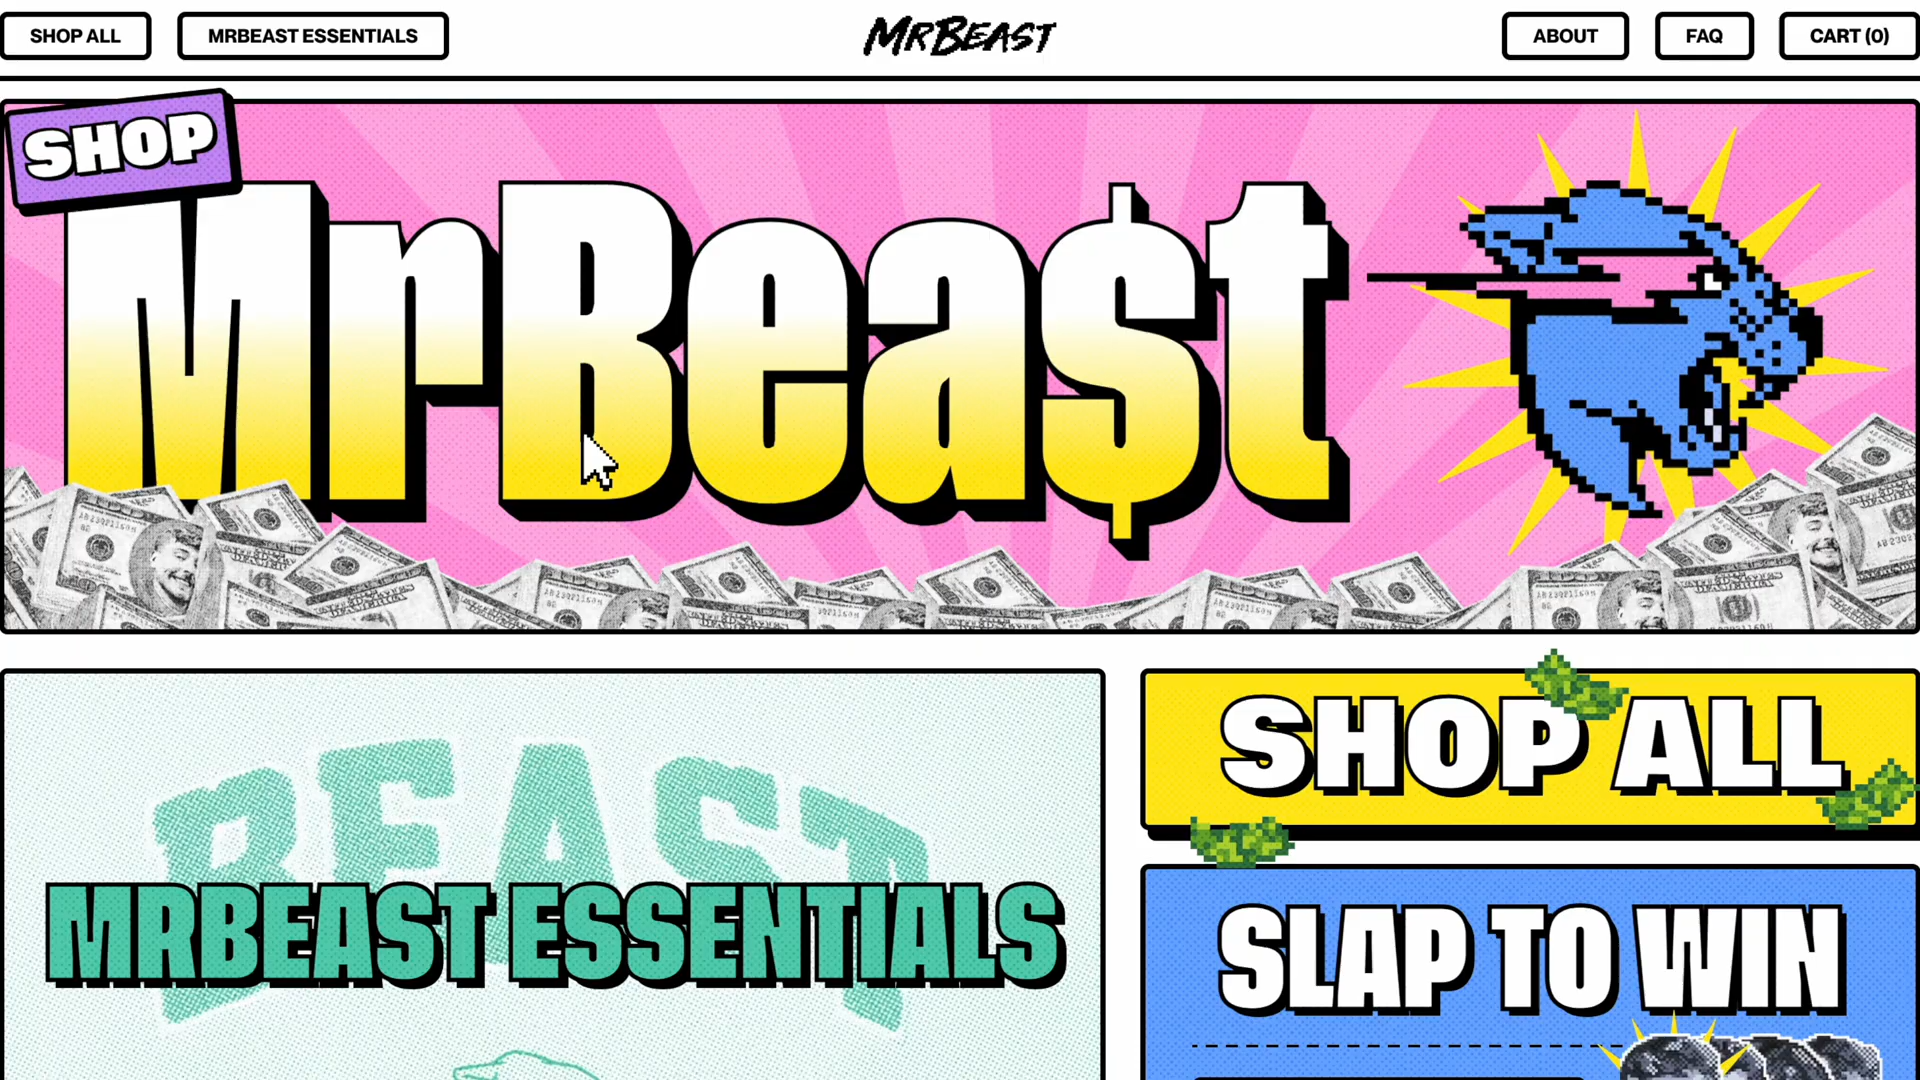 SHOP ALL
MRBEAST ESSENTIALS
MRBEAST
ABOUT
FAQ
CART (0)
SHOP
MrBea$t
BEAST
MRBEAST ESSENTIALS
SHOP ALL
SLAP TO WIN